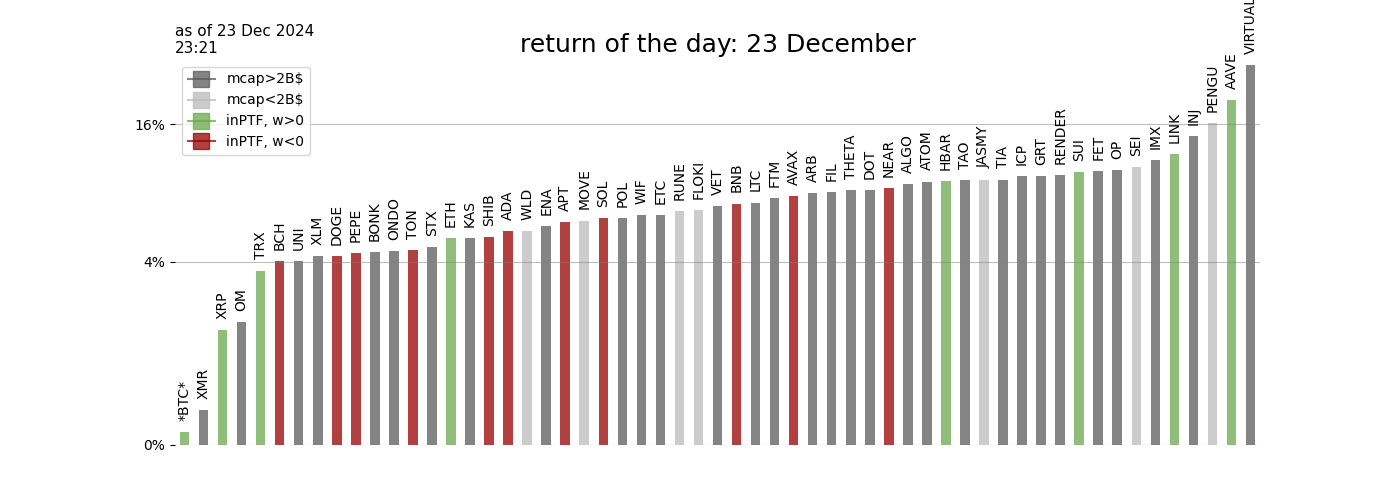 as of 23 Dec 2024
23:21
return of the day: 23 December
mcap>2B$
mcap<2B$
inPTF, w>0
inPTF, w<0
16%
4%
0%
*BTC*
XMR
XRP
OM
TRX
BCH
UNI
XLM
DOGE
PEPE
BONK
ONDO
TON
STX
ETH
KAS
SHIB
ADA
WLD
ENA
APT
MOVE
SOL
POL
WIF
ETC
RUNE
FLOKI
VET
BNB
LTC
FTM
AVAX
ARB
FIL
THETA
DOT
NEAR
ALGO
ATOM
HBAR
TAO
JASMY
TIA
ICP
GRT
RENDER
SUI
FET
OP
SEI
IMX
LINK
INJ
PENGU
AAVE
VIRTUAL